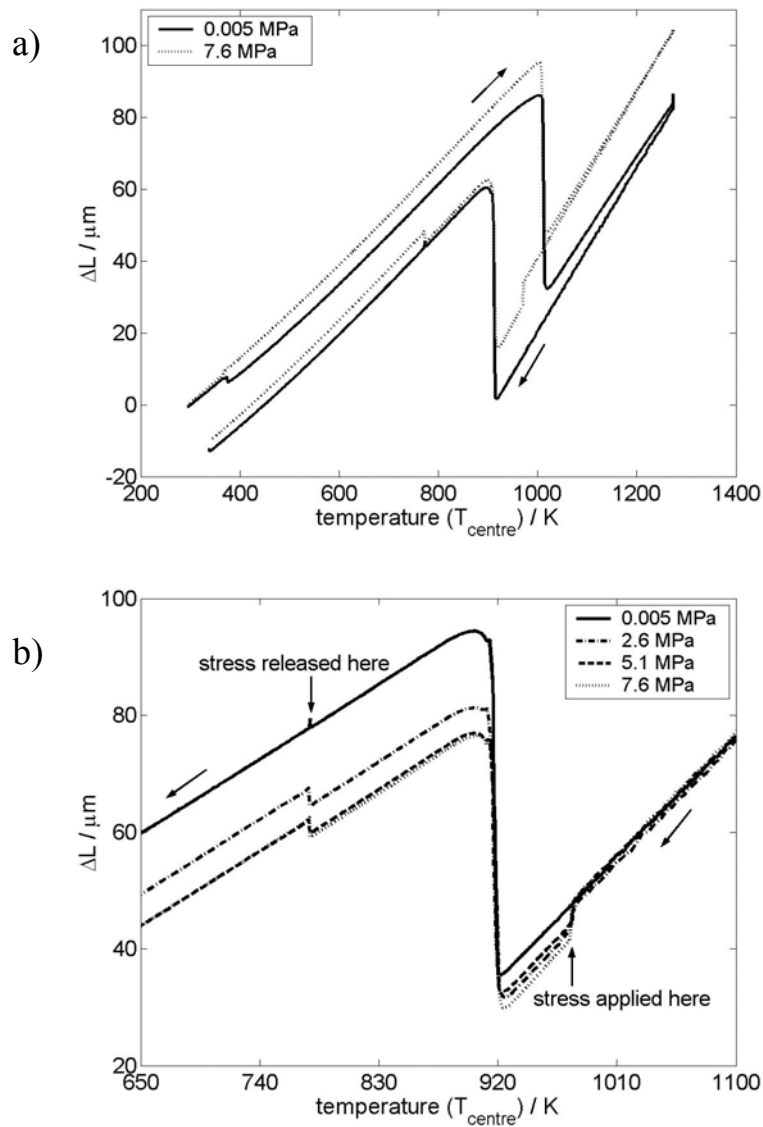 a)
0.005 MPa
7.6 MPa
100
80
60
40
20
0
-20
ΔL / μm
200 400 600 800 1000 1200 1400
temperature (T_centre) / K
b)
0.005 MPa
2.6 MPa
5.1 MPa
7.6 MPa
stress released here
stress applied here
100
80
60
40
20
ΔL / μm
650 740 830 920 1010 1100
temperature (T_centre) / K